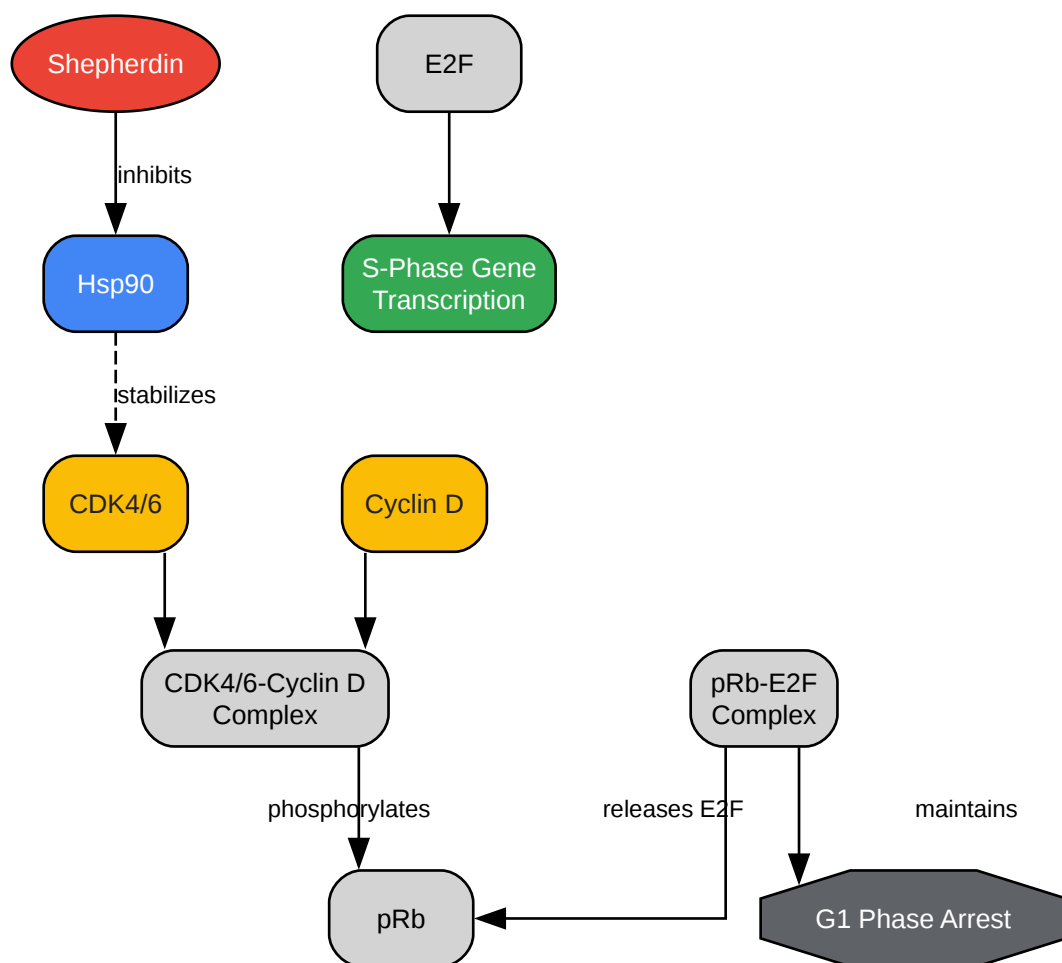 Shepherdin
E2F
inhibits
Hsp90
S-Phase Gene
Transcription
stabilizes
CDK4/6
Cyclin D
CDK4/6-Cyclin D
Complex
pRb-E2F
Complex
phosphorylates
releases E2F
maintains
pRb
G1 Phase Arrest